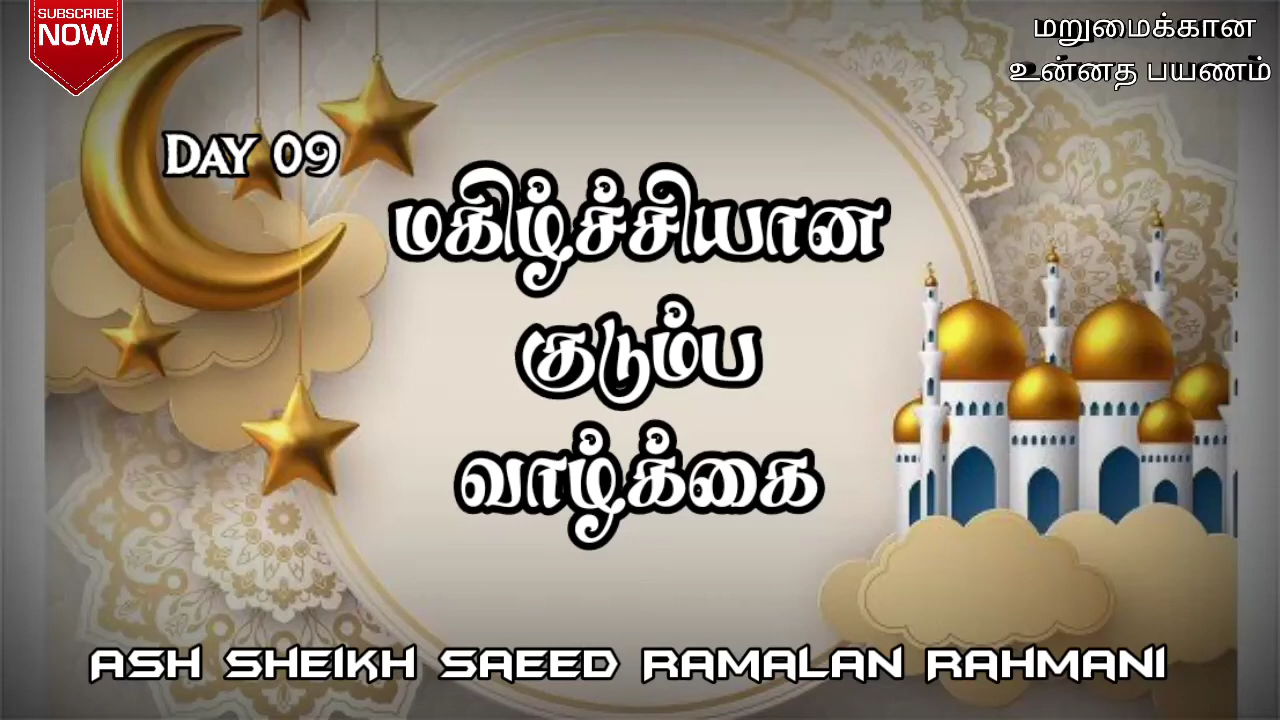 SUBSCRIBE
NOW
மறுமைக்கான
உன்னத பயணம்
DAY 09
மகிழ்ச்சியான
குடும்ப
வாழ்க்கை
ASH SHEIKH SAEED RAMALAN RAHMANI